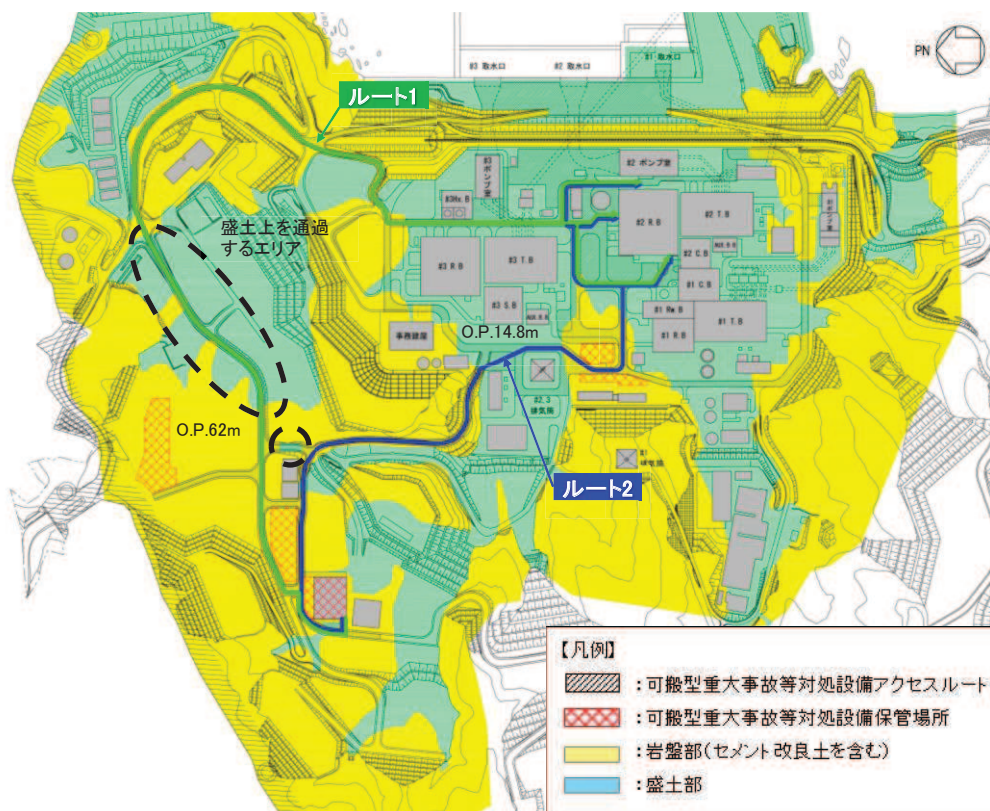 #3 取水口
#2 取水口
#1 取水口
PN
ルート1
#3 ポンプ室
#2 ポンプ室
#3Hx.B
盛土上を通過
するエリア
#2 R.B
#2 T.B
#3 R.B
#3 T.B
#2 C.B
#1 C.B
#3 S.B
#1 Rw.B
#1 T.B
#1 R.B
事務建屋
O.P.14.8m
#2,3
排気筒
O.P.62m
#1
排気筒
ルート2
【凡例】
:可搬型重大事故等対処設備アクセスルート
:可搬型重大事故等対処設備保管場所
:岩盤部(セメント改良土を含む)
:盛土部